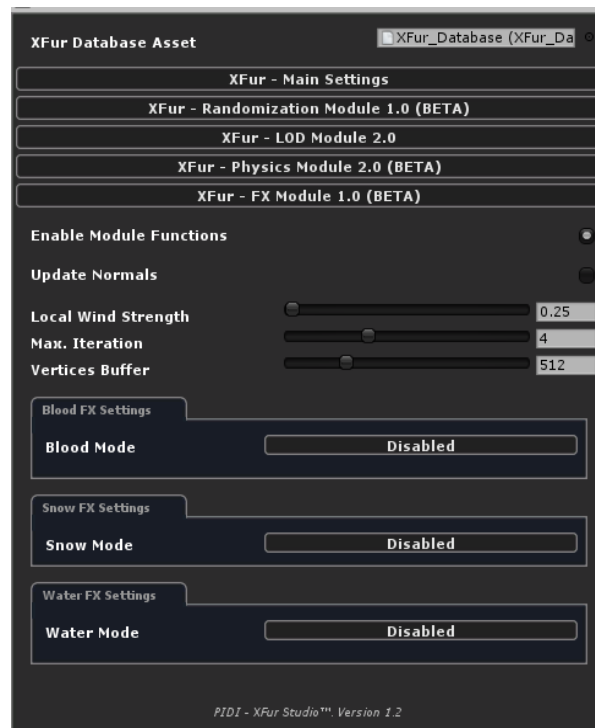 XFur Database Asset XFur_Database (XFur_Da
XFur - Main Settings
XFur - Randomization Module 1.0 (BETA)
XFur - LOD Module 2.0
XFur - Physics Module 2.0 (BETA)
XFur - FX Module 1.0 (BETA)
Enable Module Functions
Update Normals
Local Wind Strength 0.25
Max. Iteration 4
Vertices Buffer 512
Blood FX Settings
Blood Mode Disabled
Snow FX Settings
Snow Mode Disabled
Water FX Settings
Water Mode Disabled
PIDI - XFur Studio™. Version 1.2